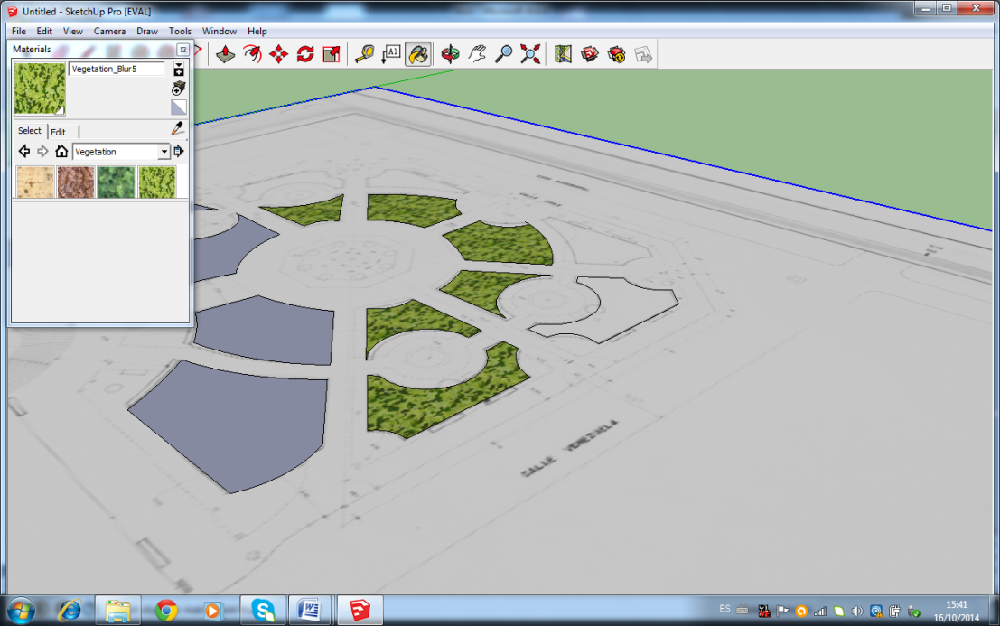 Untitled - SketchUp Pro [EVAL]
File Edit View Camera Draw Tools Window Help
Materials
Vegetation_Blur5
Select Edit
Vegetation
A1
CALLE VENEZUELA
ES
15:41
16/10/2014